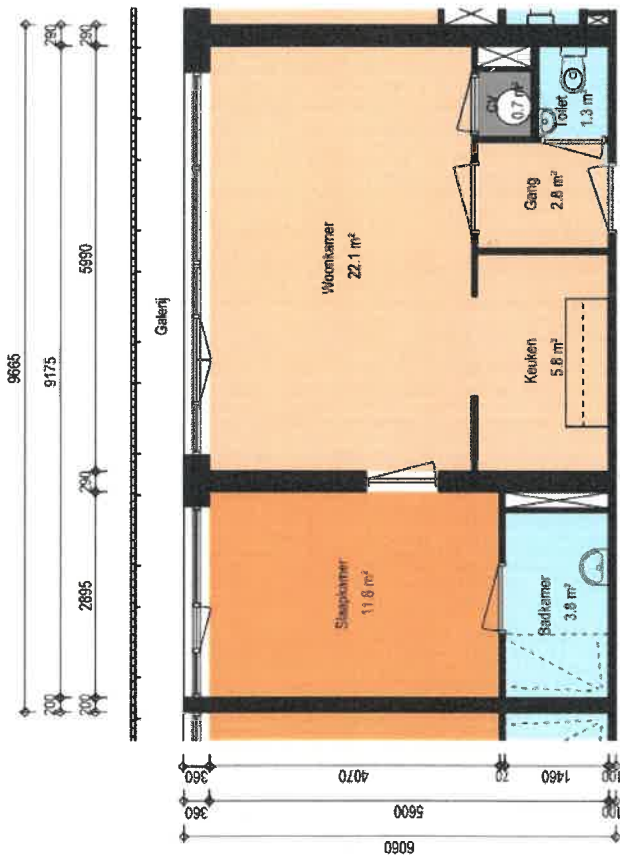 9665
290
9175
290
5990
290
2895
200
200
Galerij
Woonkamer
22.1 m²
CV
0.7 m²
Toilet
1.3 m²
Gang
2.8 m²
Keuken
5.8 m²
Slaapkamer
11.8 m²
Badkamer
3.8 m²
360
4070
70
1460
100
360
5600
100
6060